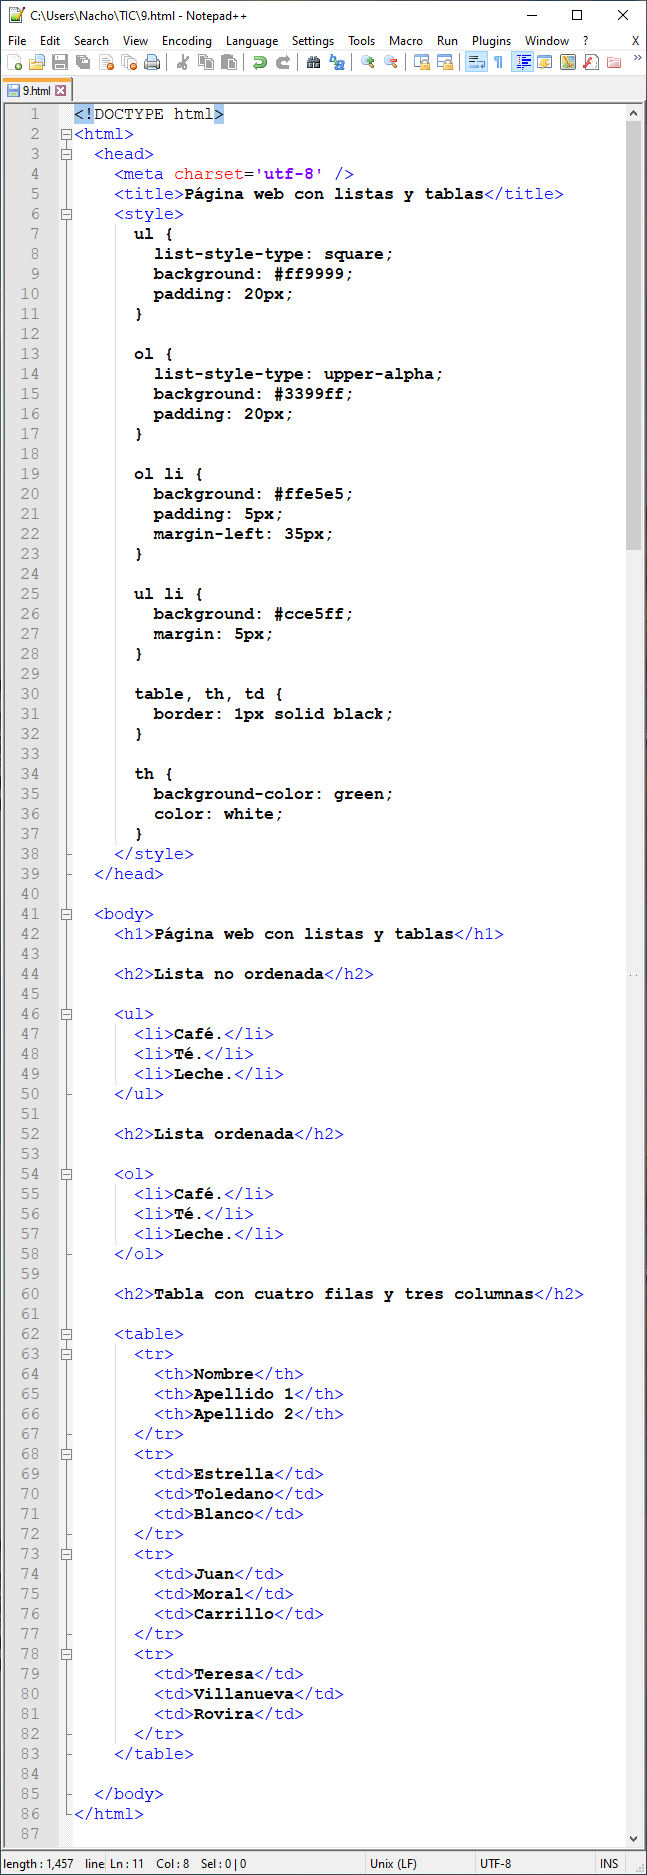 C:\Users\Nacho\TIC\9.html - Notepad++
File Edit Search View Encoding Language Settings Tools Macro Run Plugins Window ? X
9.html
1 <!DOCTYPE html>
2 <html>
3 <head>
4 <meta charset='utf-8' />
5 <title>Página web con listas y tablas</title>
6 <style>
7 ul {
8 list-style-type: square;
9 background: #ff9999;
10 padding: 20px;
11 }
12
13 ol {
14 list-style-type: upper-alpha;
15 background: #3399ff;
16 padding: 20px;
17 }
18
19 ol li {
20 background: #ffe5e5;
21 padding: 5px;
22 margin-left: 35px;
23 }
24
25 ul li {
26 background: #cce5ff;
27 margin: 5px;
28 }
29
30 table, th, td {
31 border: 1px solid black;
32 }
33
34 th {
35 background-color: green;
36 color: white;
37 }
38 </style>
39 </head>
40
41 <body>
42 <h1>Página web con listas y tablas</h1>
43
44 <h2>Lista no ordenada</h2>
45
46 <ul>
47 <li>Café.</li>
48 <li>Té.</li>
49 <li>Leche.</li>
50 </ul>
51
52 <h2>Lista ordenada</h2>
53
54 <ol>
55 <li>Café.</li>
56 <li>Té.</li>
57 <li>Leche.</li>
58 </ol>
59
60 <h2>Tabla con cuatro filas y tres columnas</h2>
61
62 <table>
63 <tr>
64 <th>Nombre</th>
65 <th>Apellido 1</th>
66 <th>Apellido 2</th>
67 </tr>
68 <tr>
69 <td>Estrella</td>
70 <td>Toledano</td>
71 <td>Blanco</td>
72 </tr>
73 <tr>
74 <td>Juan</td>
75 <td>Moral</td>
76 <td>Carrillo</td>
77 </tr>
78 <tr>
79 <td>Teresa</td>
80 <td>Villanueva</td>
81 <td>Rovira</td>
82 </tr>
83 </table>
84
85 </body>
86 </html>
87
length : 1,457 line Ln : 11 Col : 8 Sel : 0 | 0 Unix (LF) UTF-8 INS